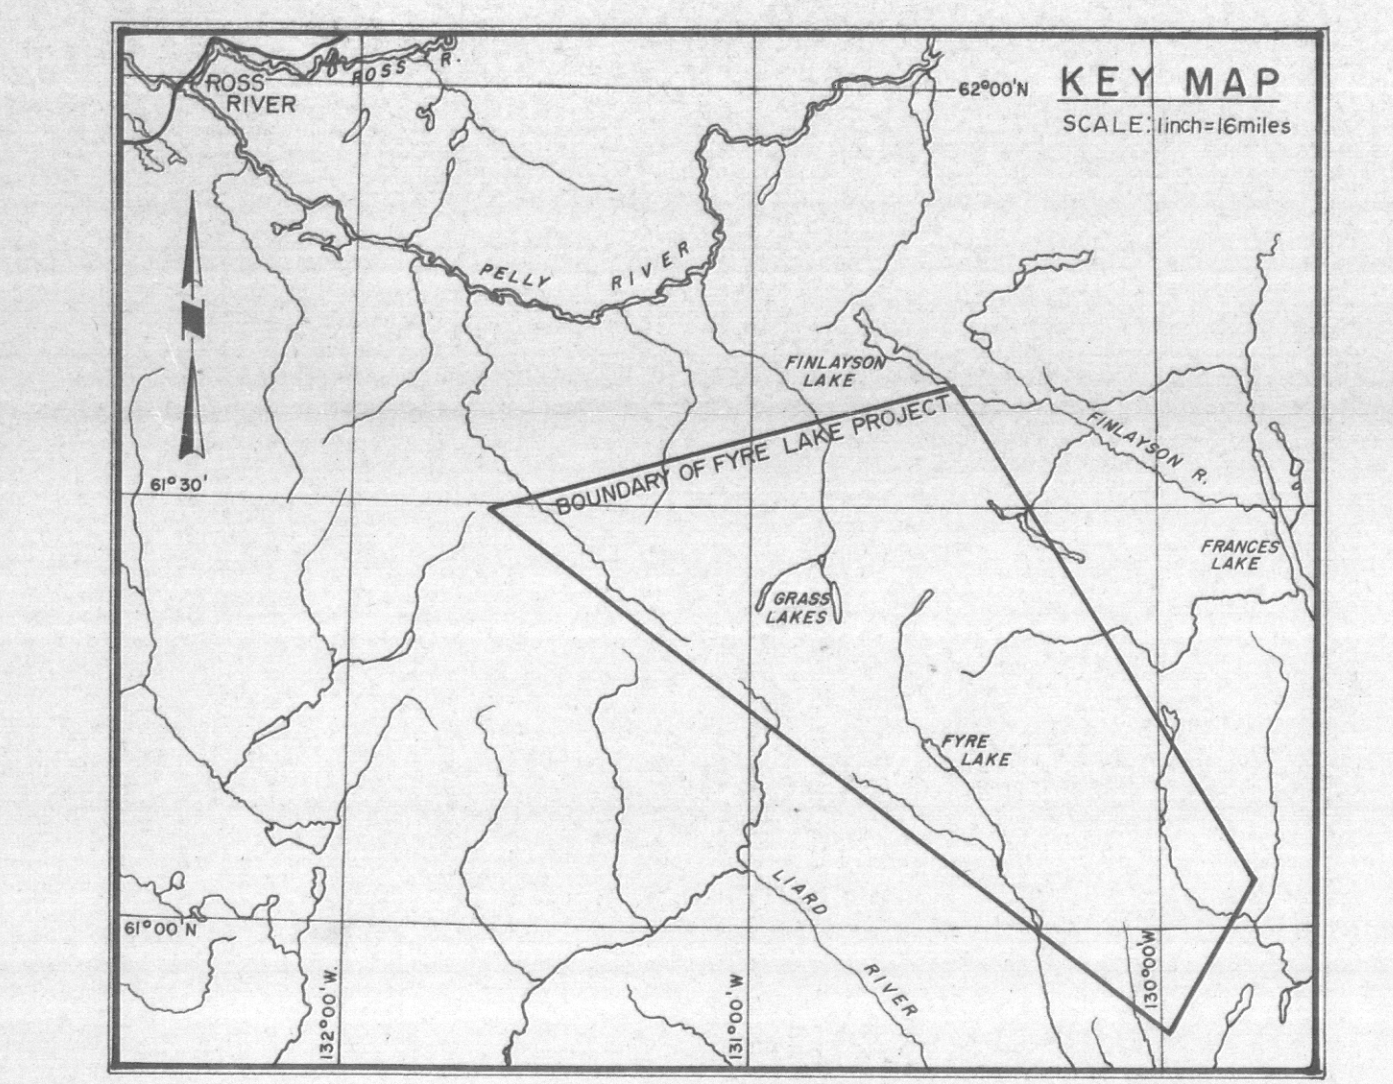 KEY MAP
SCALE: 1inch=16miles
62°00'N
ROSS
RIVER
ROSS R.
PELLY RIVER
FINLAYSON
LAKE
BOUNDARY OF FYRE LAKE PROJECT
FINLAYSON R.
61°30'
FRANCES
LAKE
GRASS
LAKES
FYRE
LAKE
LIARD RIVER
61°00'N
132°00'W
131°00'W
130°00'W